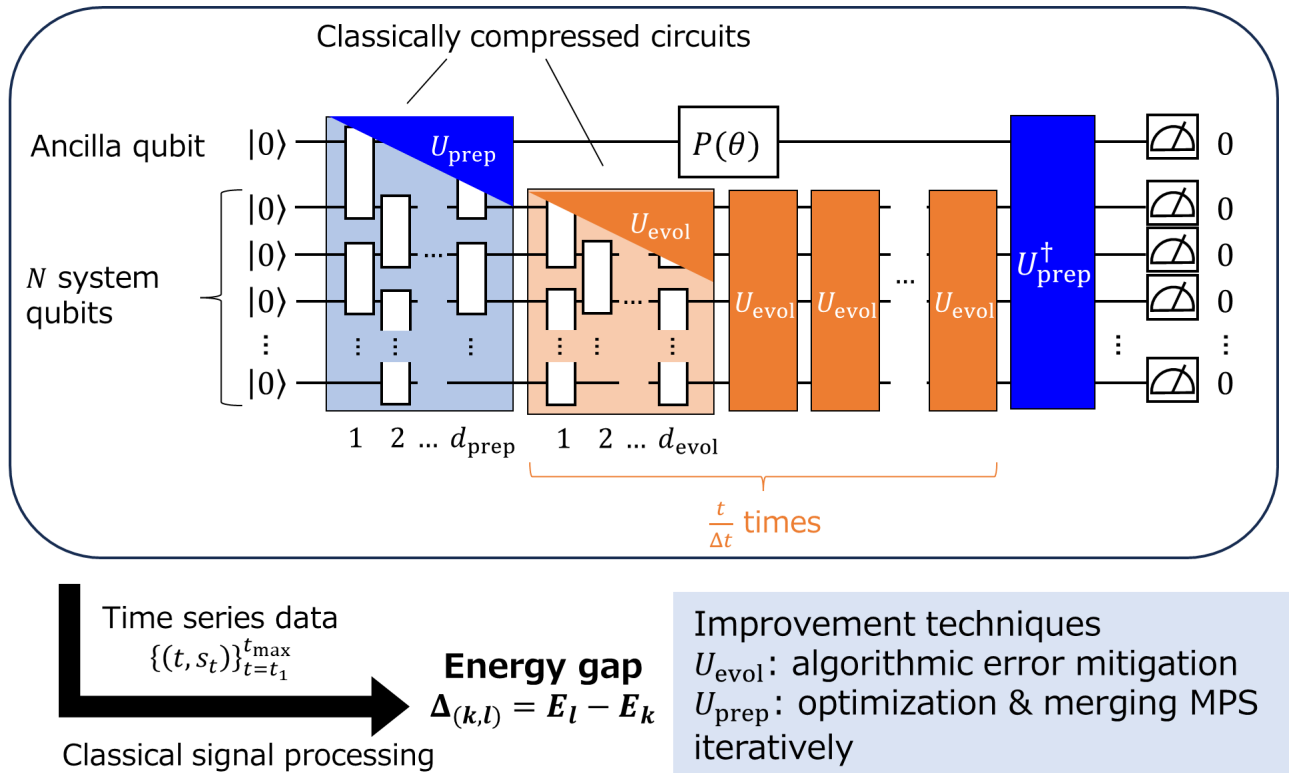 Classically compressed circuits
Ancilla qubit |0⟩ U_prep P(θ) 0
|0⟩ 0
U_evol
|0⟩ ... 0
N system qubits
|0⟩ ... U_evol U_evol ... U_evol U†_prep 0
⋮ ⋮ ⋮ ⋮ ⋮ ⋮ ⋮ ⋮ ⋮
|0⟩ 0
1 2 ... d_prep 1 2 ... d_evol
t/Δt times
Time series data
{(t, s_t)}_{t=t_1}^{t_max}
Classical signal processing
Energy gap
Δ_(k,l) = E_l − E_k
Improvement techniques
U_evol: algorithmic error mitigation
U_prep: optimization & merging MPS
iteratively